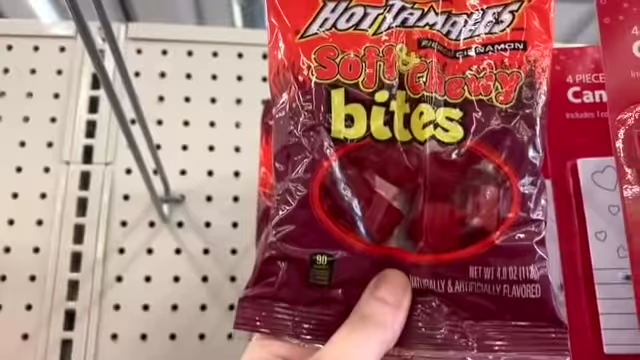 HOT TAMALES
FIERCE CINNAMON
Soft & Chewy
bites
4 PIECE
Can
90
NET WT 4.0 OZ (11
NATURALLY & ARTIFICIALLY FLAVORED